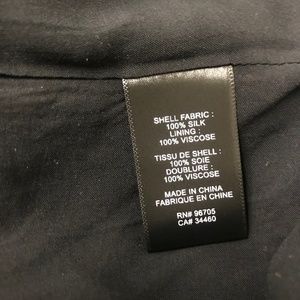 SHELL FABRIC :
100% SILK
LINING :
100% VISCOSE
TISSU DE SHELL :
100% SOIE
DOUBLURE :
100% VISCOSE
MADE IN CHINA
FABRIQUE EN CHINE
RN# 96705
CA# 34460